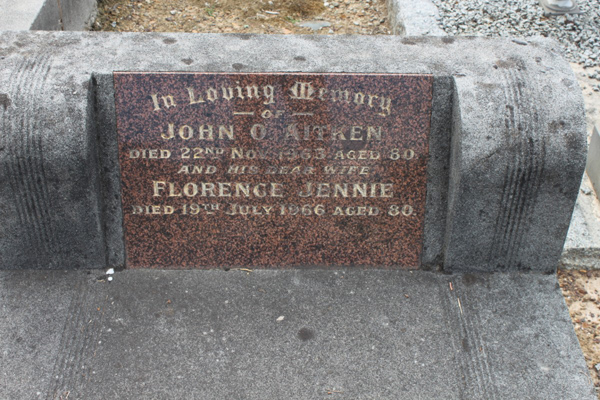 In Loving Memory
— OF —
JOHN O. AITKEN
DIED 22ND NOV. 1965 AGED 80.
AND HIS DEAR WIFE
FLORENCE JENNIE
DIED 19TH JULY 1966 AGED 80.